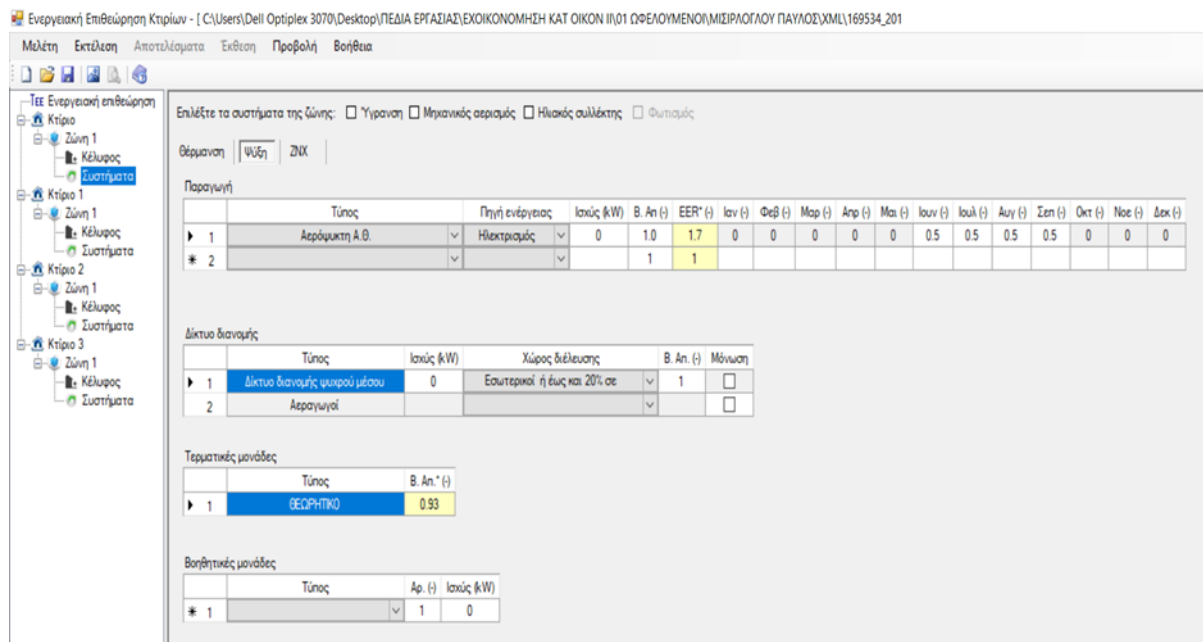 Ενεργειακή Επιθεώρηση Κτιρίων - [ C:\Users\Dell Optiplex 3070\Desktop\ΠΕΔΙΑ ΕΡΓΑΣΙΑΣ\ΕΧΟΙΚΟΝΟΜΗΣΗ ΚΑΤ ΟΙΚΟΝ ΙΙ\01 ΩΦΕΛΟΥΜΕΝΟΙ\ΜΙΣΙΡΛΟΓΛΟΥ ΠΑΥΛΟΣ\XML\169534_201
Μελέτη Εκτέλεση Αποτελέσματα Έκθεση Προβολή Βοήθεια
TEE Ενεργειακή επιθεώρηση
Κτίριο
Ζώνη 1
Κέλυφος
Συστήματα
Κτίριο 1
Ζώνη 1
Κέλυφος
Συστήματα
Κτίριο 2
Ζώνη 1
Κέλυφος
Συστήματα
Κτίριο 3
Ζώνη 1
Κέλυφος
Συστήματα
Επιλέξτε τα συστήματα της ζώνης: Ύγρανση Μηχανικός αερισμός Ηλιακός συλλέκτης Φωτισμός
Θέρμανση Ψύξη ΖΝΧ
Παραγωγή
Τύπος Πηγή ενέργειας Ισχύς (kW) Β. Απ (-) EER* (-) Ιαν (-) Φεβ (-) Μαρ (-) Απρ (-) Μαι (-) Ιουν (-) Ιουλ (-) Αυγ (-) Σεπ (-) Οκτ (-) Νοε (-) Δεκ (-)
1 Αερόψυκτη Α.Θ. Ηλεκτρισμός 0 1.0 1.7 0 0 0 0 0 0.5 0.5 0.5 0.5 0 0 0
2 1 1
Δίκτυο διανομής
Τύπος Ισχύς (kW) Χώρος διέλευσης Β. Απ. (-) Μόνωση
1 Δίκτυο διανομής ψυχρού μέσου 0 Εσωτερικοί ή έως και 20% σε 1
2 Αεραγωγοί
Τερματικές μονάδες
Τύπος Β. Απ.* (-)
1 ΘΕΩΡΗΤΙΚΟ 0.93
Βοηθητικές μονάδες
Τύπος Αρ. (-) Ισχύς (kW)
1 1 0